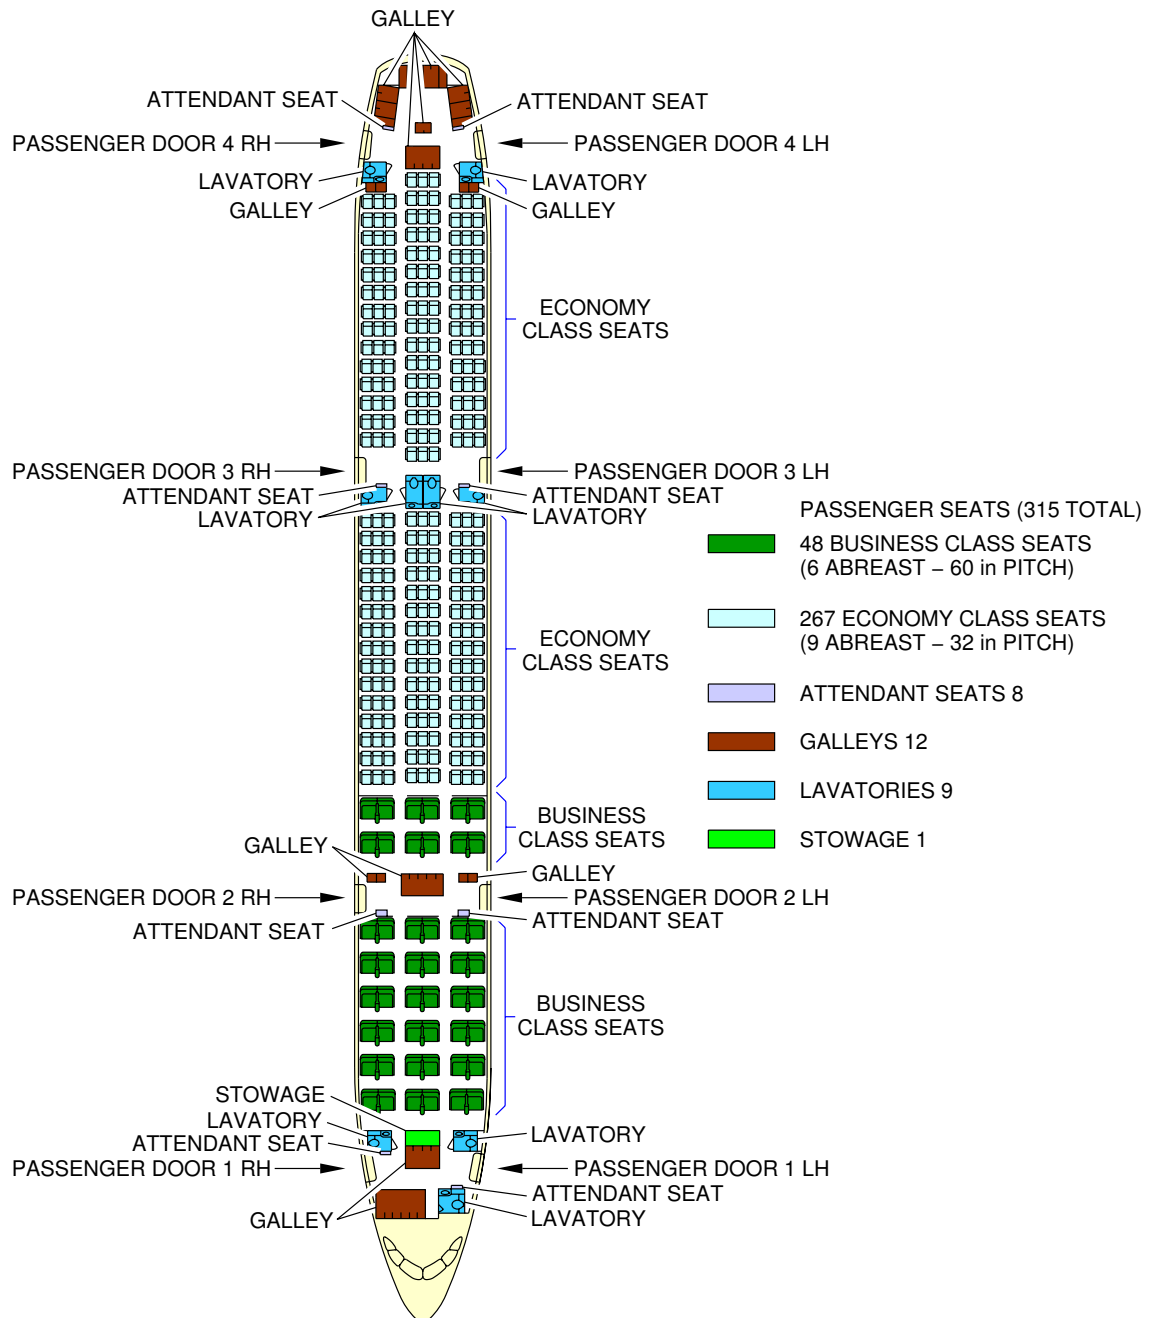 GALLEY
ATTENDANT SEAT
ATTENDANT SEAT
PASSENGER DOOR 4 RH
PASSENGER DOOR 4 LH
LAVATORY
LAVATORY
GALLEY
GALLEY
ECONOMY
CLASS SEATS
PASSENGER DOOR 3 RH
PASSENGER DOOR 3 LH
ATTENDANT SEAT
ATTENDANT SEAT
LAVATORY
LAVATORY
PASSENGER SEATS (315 TOTAL)
48 BUSINESS CLASS SEATS
(6 ABREAST – 60 in PITCH)
267 ECONOMY CLASS SEATS
(9 ABREAST – 32 in PITCH)
ECONOMY
CLASS SEATS
ATTENDANT SEATS 8
GALLEYS 12
LAVATORIES 9
STOWAGE 1
BUSINESS
CLASS SEATS
GALLEY
GALLEY
PASSENGER DOOR 2 RH
PASSENGER DOOR 2 LH
ATTENDANT SEAT
ATTENDANT SEAT
BUSINESS
CLASS SEATS
STOWAGE
LAVATORY
LAVATORY
ATTENDANT SEAT
PASSENGER DOOR 1 RH
PASSENGER DOOR 1 LH
ATTENDANT SEAT
GALLEY
LAVATORY